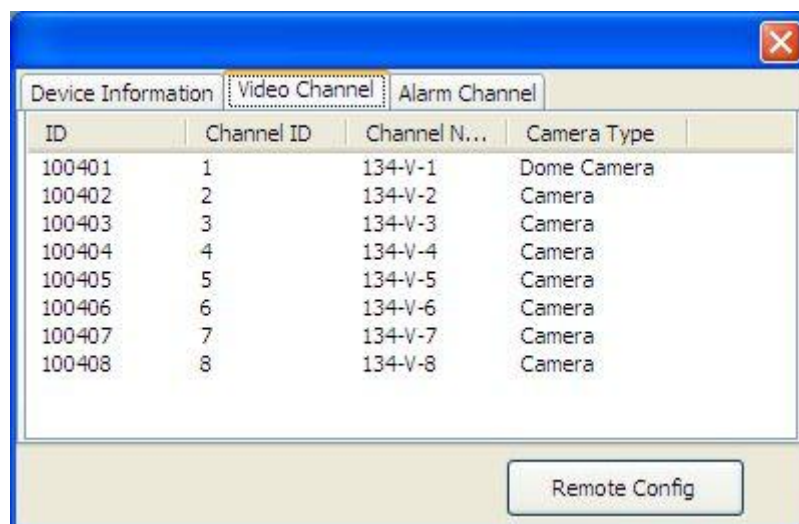 Device Information Video Channel Alarm Channel
ID Channel ID Channel N... Camera Type
100401 1 134-V-1 Dome Camera
100402 2 134-V-2 Camera
100403 3 134-V-3 Camera
100404 4 134-V-4 Camera
100405 5 134-V-5 Camera
100406 6 134-V-6 Camera
100407 7 134-V-7 Camera
100408 8 134-V-8 Camera
Remote Config